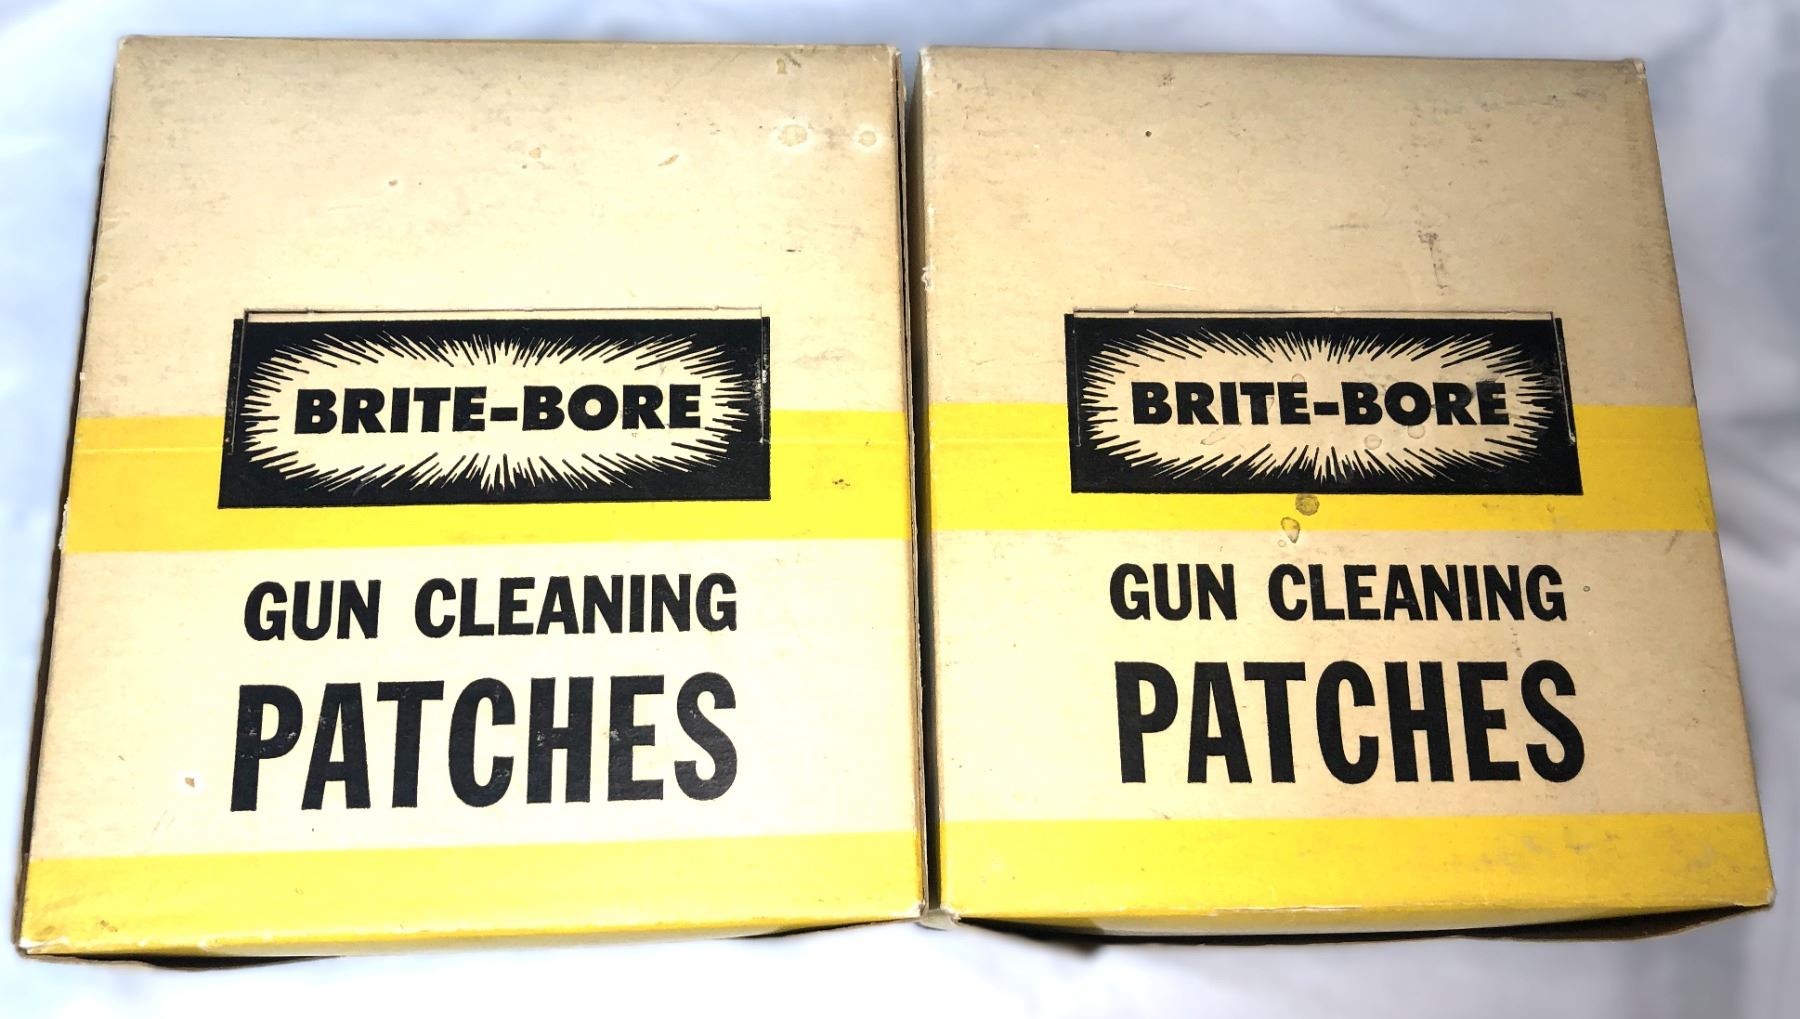 BRITE-BORE
GUN CLEANING
PATCHES
BRITE-BORE
GUN CLEANING
PATCHES